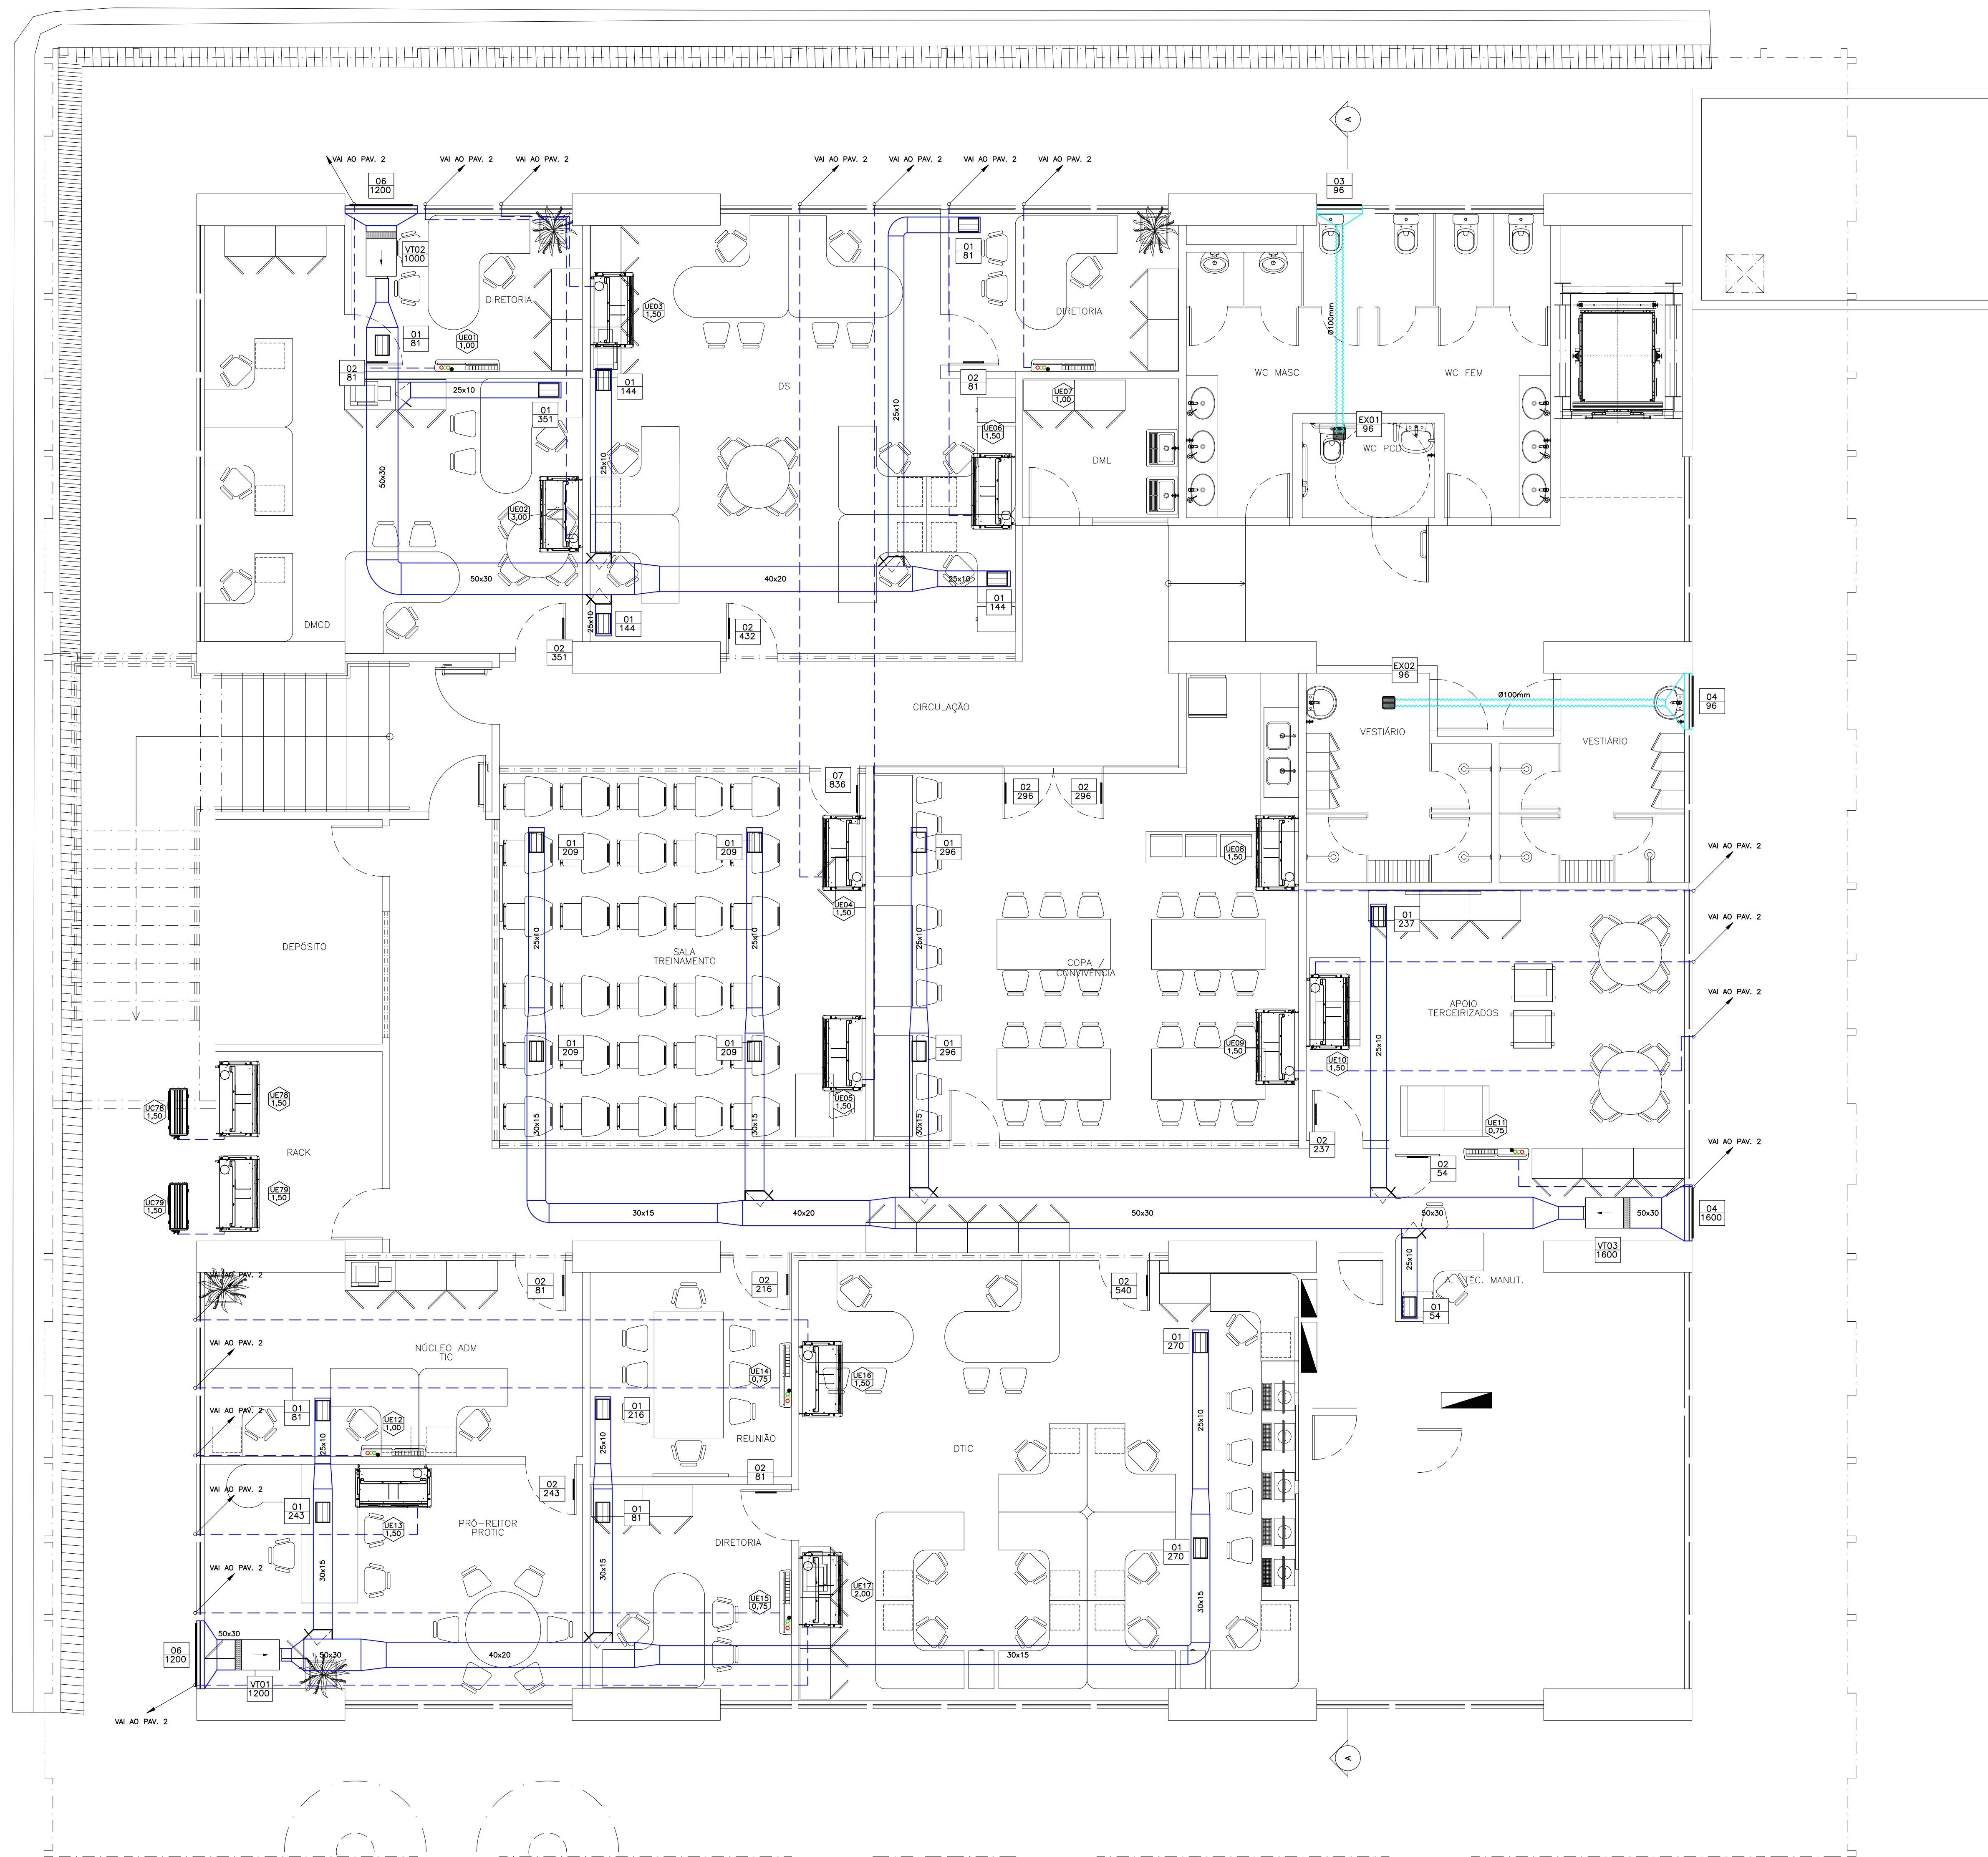 A
VAI AO PAV. 2
VAI AO PAV. 2
VAI AO PAV. 2
VAI AO PAV. 2
VAI AO PAV. 2
VAI AO PAV. 2
VAI AO PAV. 2
06
1200
03
96
VT02
1000
01
81
DIRETORIA
UE03
1,50
DIRETORIA
Ø100mm
01
81
UE01
1,00
02
81
25x10
01
144
DS
02
81
UE07
1,00
WC MASC
WC FEM
01
351
25x10
UE06
1,50
EX01
96
WC PCD
50x30
25x10
DML
UE02
3,00
50x30
40x20
25x10
01
144
DMCD
25x10
01
144
02
432
02
351
EX02
96
Ø100mm
04
96
CIRCULAÇÃO
VESTIÁRIO
VESTIÁRIO
07
836
02
296
02
296
01
209
01
209
01
296
UE08
1,50
VAI AO PAV. 2
UE04
1,50
01
237
VAI AO PAV. 2
DEPÓSITO
25x10
SALA
TREINAMENTO
25x10
25x10
COPA /
CONVIVÊNCIA
APOIO
TERCEIRIZADOS
VAI AO PAV. 2
01
209
01
209
01
296
UE09
1,50
25x10
UE10
1,50
UC78
1,50
UE78
1,50
UE05
1,50
30x15
30x15
30x15
UE11
0,75
VAI AO PAV. 2
RACK
02
237
02
54
UC79
1,50
UE79
1,50
30x15
40x20
50x30
50x30
50x30
04
1600
VT03
1600
25x10
VAI AO PAV. 2
02
81
02
216
02
540
A. TÉC. MANUT.
01
54
VAI AO PAV. 2
NÚCLEO ADM
TIC
01
270
UE14
0,75
UE16
1,50
VAI AO PAV. 2
01
81
UE12
1,00
01
216
25x10
25x10
REUNIÃO
DTIC
25x10
02
81
VAI AO PAV. 2
02
243
01
243
UE13
1,50
PRÓ-REITOR
PROTIC
01
81
DIRETORIA
01
270
VAI AO PAV. 2
30x15
30x15
UE15
0,75
UE17
2,00
30x15
50x30
06
1200
50x30
40x20
30x15
VT01
1200
VAI AO PAV. 2
A